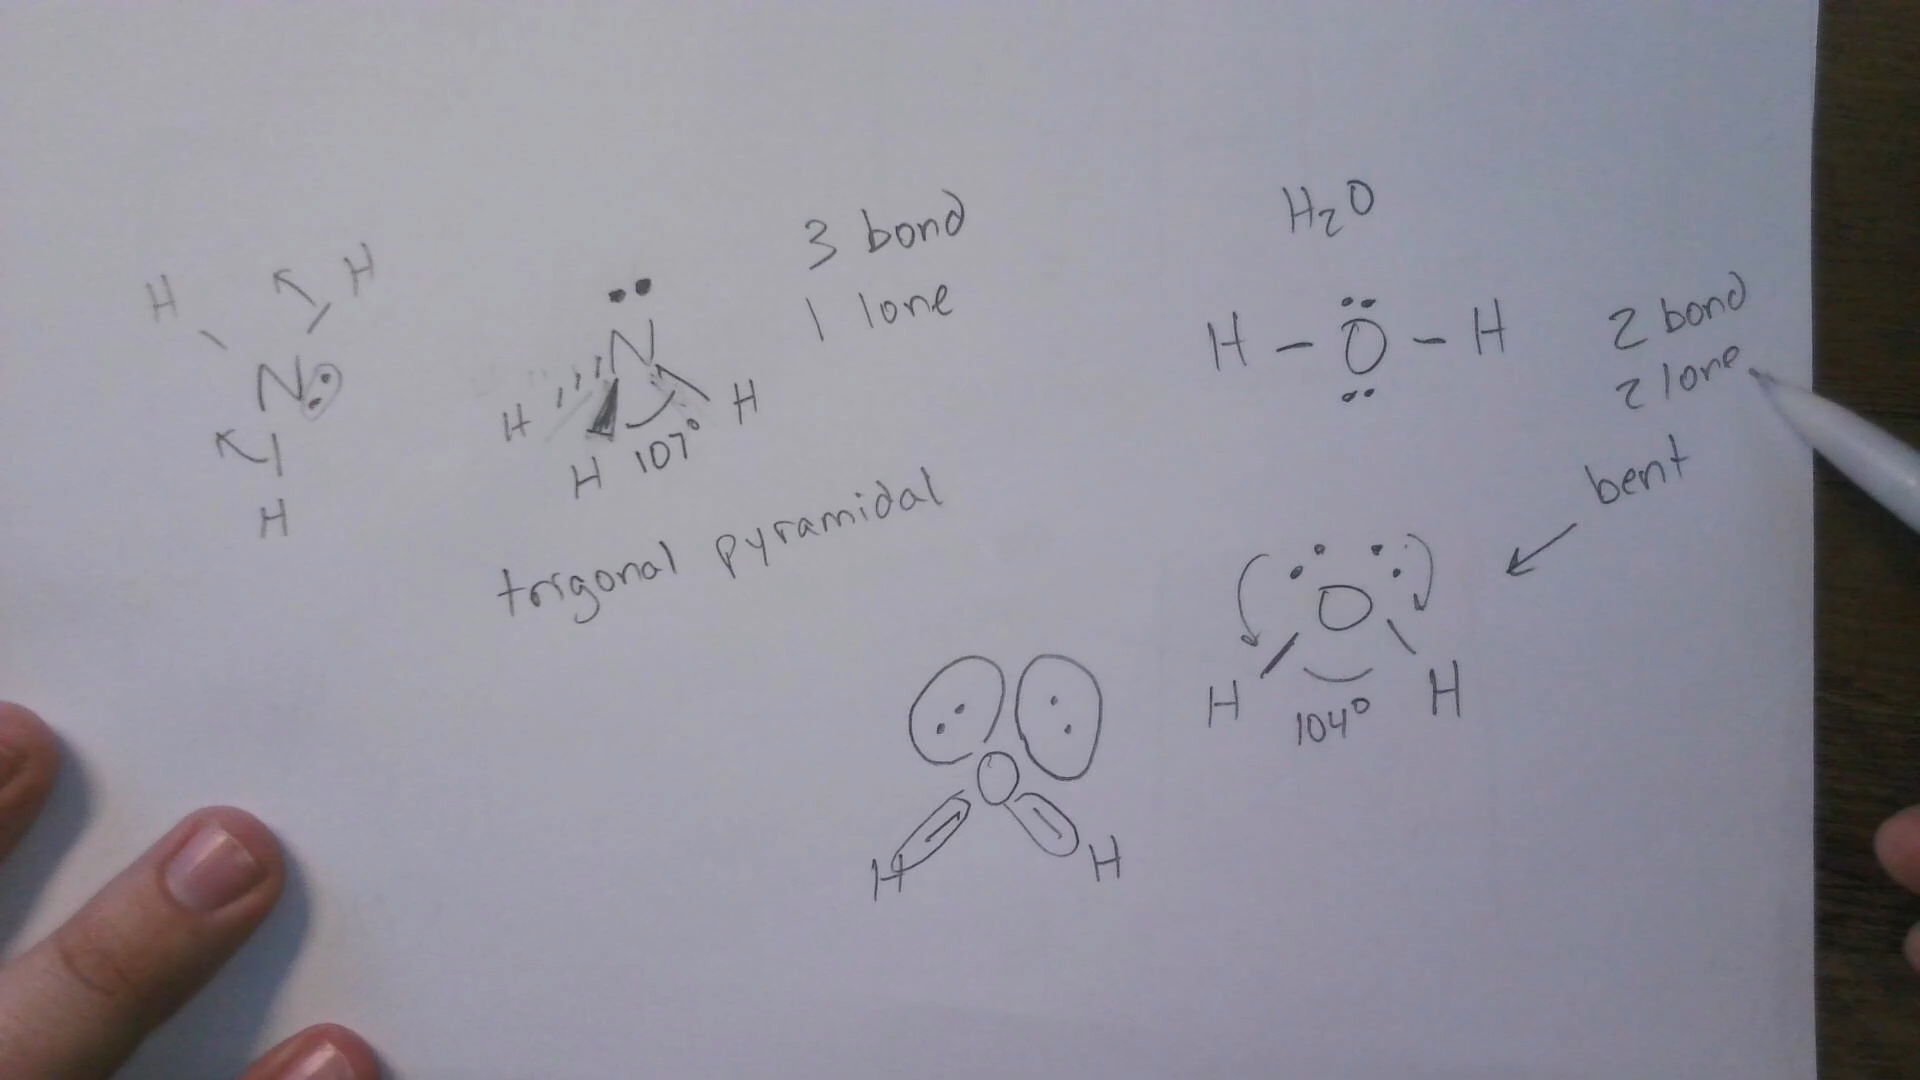 H H
N:
H
N
H H
H 107°
3 bond
1 lone
trigonal pyramidal
H₂O
H - O - H
2 bond
2 lone
bent
O
H H
104°
O
H H